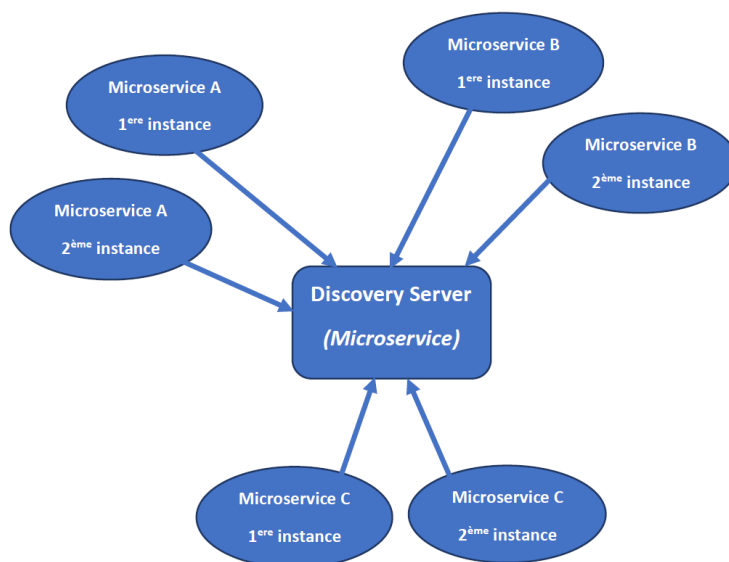 Microservice B
1ere instance
Microservice A
1ere instance
Microservice B
2ème instance
Microservice A
2ème instance
Discovery Server
(Microservice)
Microservice C
1ere instance
Microservice C
2ème instance